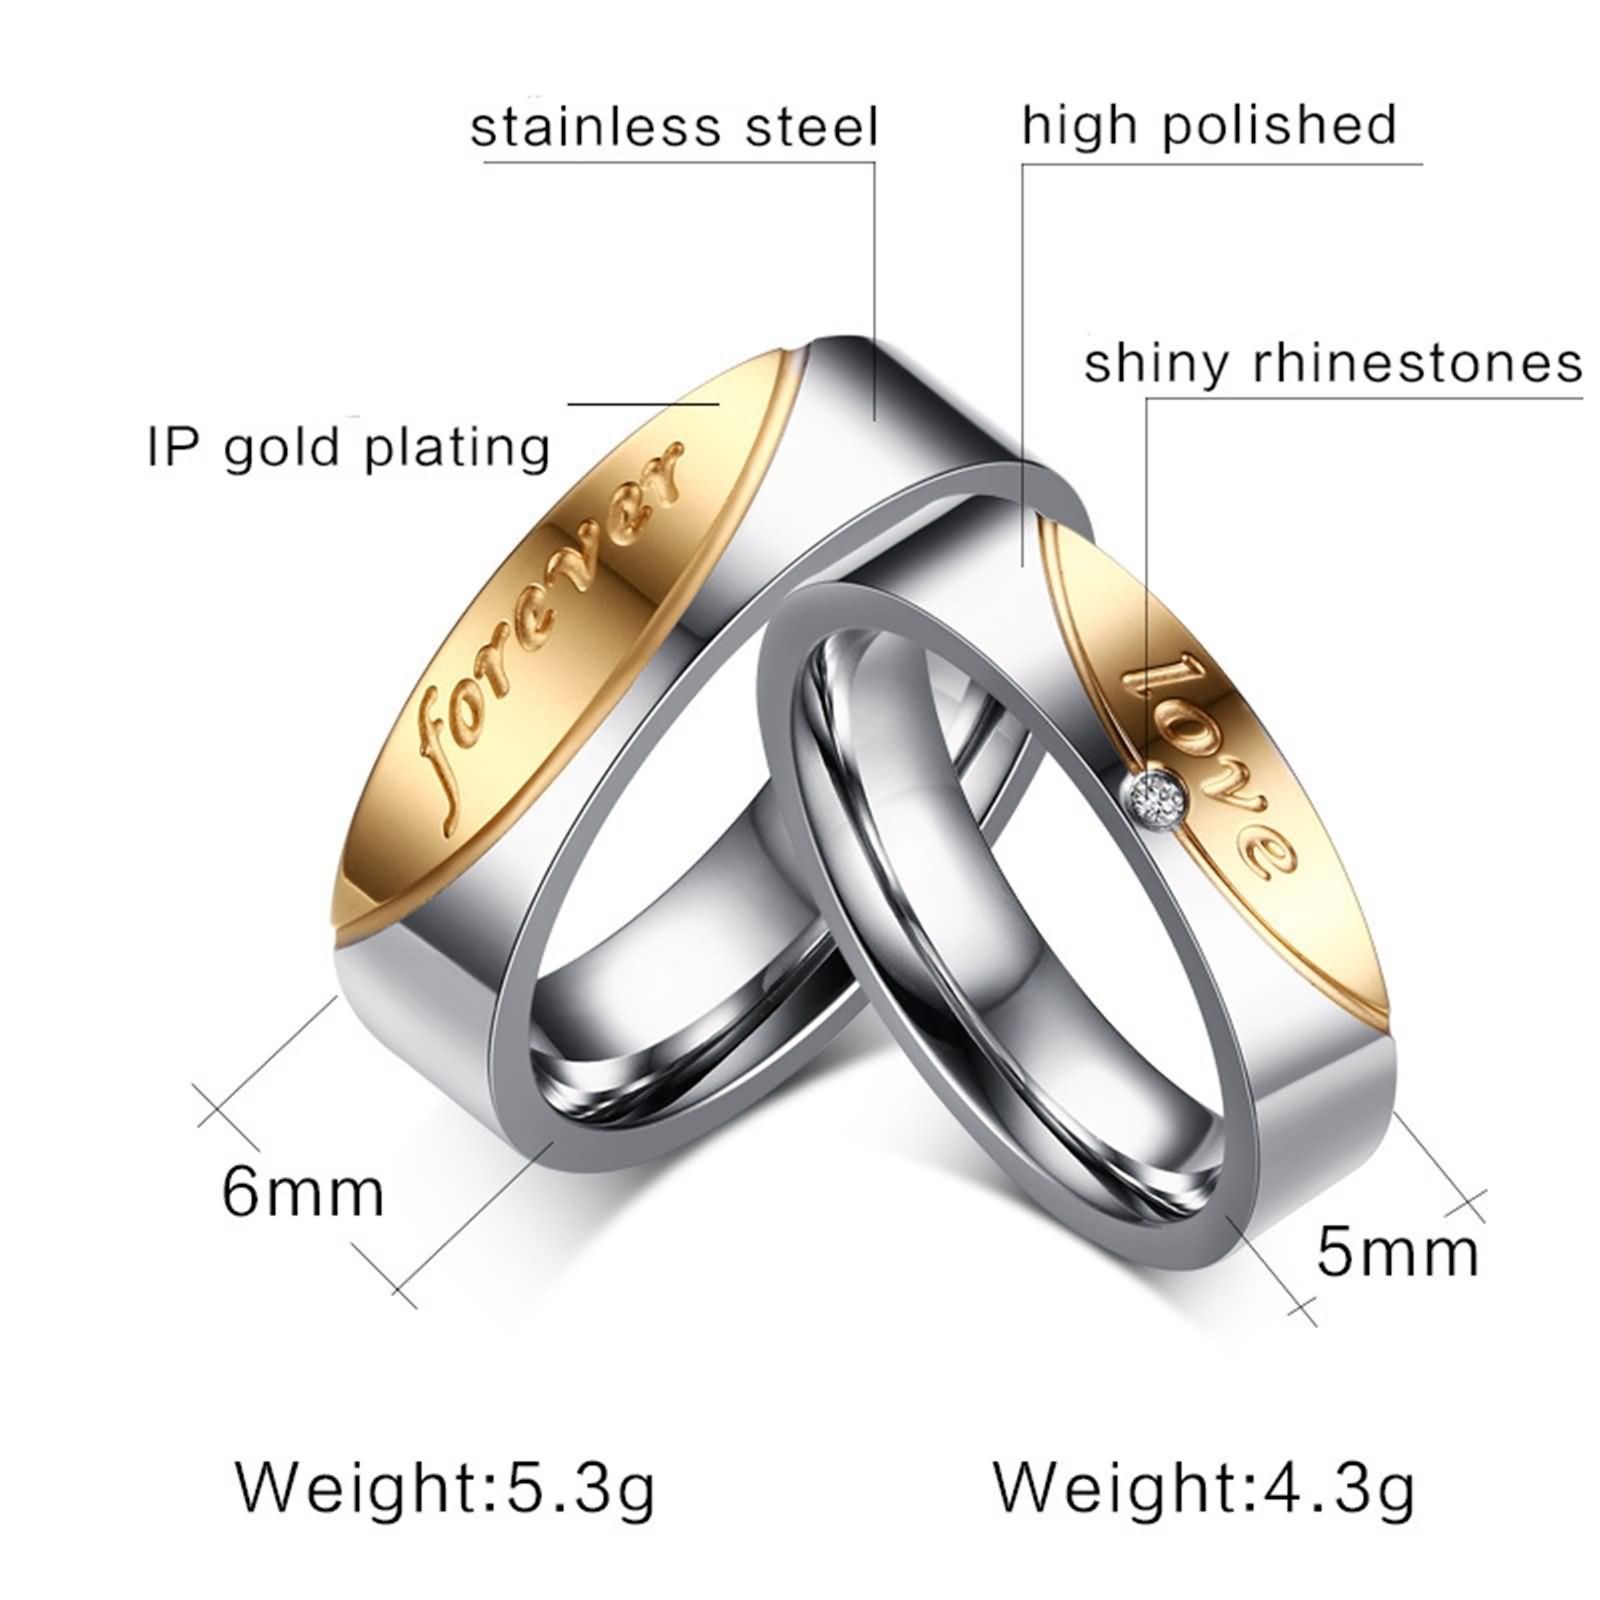 stainless steel
high polished
shiny rhinestones
IP gold plating
forever
love
6mm
5mm
Weight:5.3g
Weight:4.3g